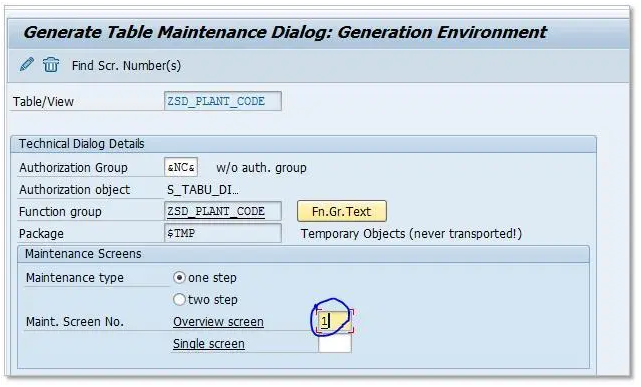 Generate Table Maintenance Dialog: Generation Environment
Find Scr. Number(s)
Table/View ZSD_PLANT_CODE
Technical Dialog Details
Authorization Group &NC& w/o auth. group
Authorization object S_TABU_DI...
Function group ZSD_PLANT_CODE Fn.Gr.Text
Package $TMP Temporary Objects (never transported!)
Maintenance Screens
Maintenance type one step
two step
Maint. Screen No. Overview screen 1
Single screen